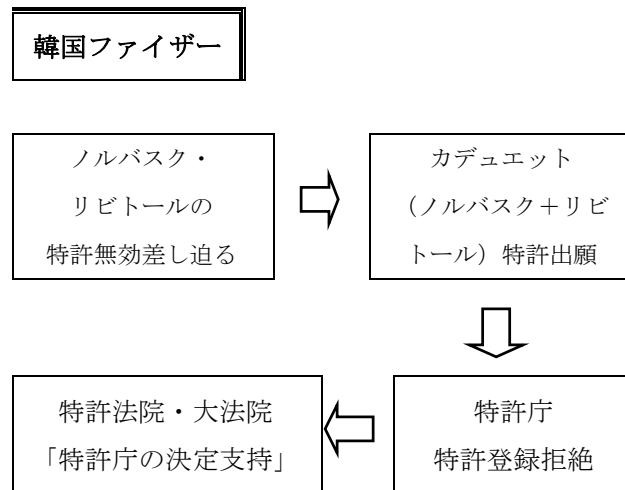 韓国ファイザー
ノルバスク・
リビトールの
特許無効差し迫る
カデュエット
（ノルバスク＋リビ
トール）特許出願
特許庁
特許登録拒絶
特許法院・大法院
「特許庁の決定支持」